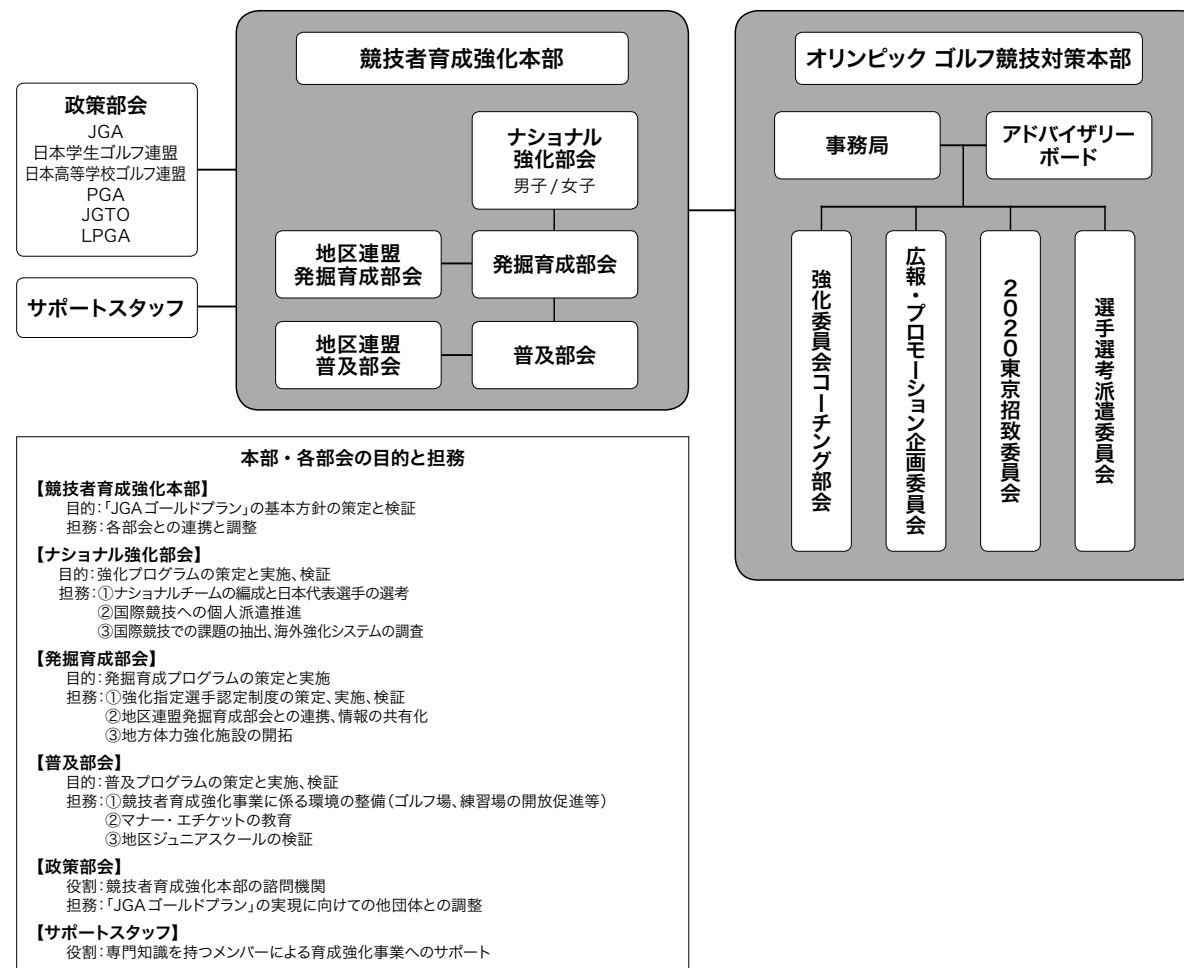 競技者育成強化本部
オリンピック ゴルフ競技対策本部
政策部会
JGA
日本学生ゴルフ連盟
日本高等学校ゴルフ連盟
PGA
JGTO
LPGA
サポートスタッフ
ナショナル
強化部会
男子/女子
地区連盟
発掘育成部会
発掘育成部会
地区連盟
普及部会
普及部会
事務局
アドバイザリー
ボード
強化委員会コーチング部会
広報・プロモーション企画委員会
2020東京招致委員会
選手選考派遣委員会
本部・各部会の目的と担務
【競技者育成強化本部】
目的:「JGAゴールドプラン」の基本方針の策定と検証
担務:各部会との連携と調整
【ナショナル強化部会】
目的:強化プログラムの策定と実施、検証
担務:①ナショナルチームの編成と日本代表選手の選考
②国際競技への個人派遣推進
③国際競技での課題の抽出、海外強化システムの調査
【発掘育成部会】
目的:発掘育成プログラムの策定と実施
担務:①強化指定選手認定制度の策定、実施、検証
②地区連盟発掘育成部会との連携、情報の共有化
③地方体力強化施設の開拓
【普及部会】
目的:普及プログラムの策定と実施、検証
担務:①競技者育成強化事業に係る環境の整備(ゴルフ場、練習場の開放促進等)
②マナー・エチケットの教育
③地区ジュニアスクールの検証
【政策部会】
役割:競技者育成強化本部の諮問機関
担務:「JGAゴールドプラン」の実現に向けての他団体との調整
【サポートスタッフ】
役割:専門知識を持つメンバーによる育成強化事業へのサポート